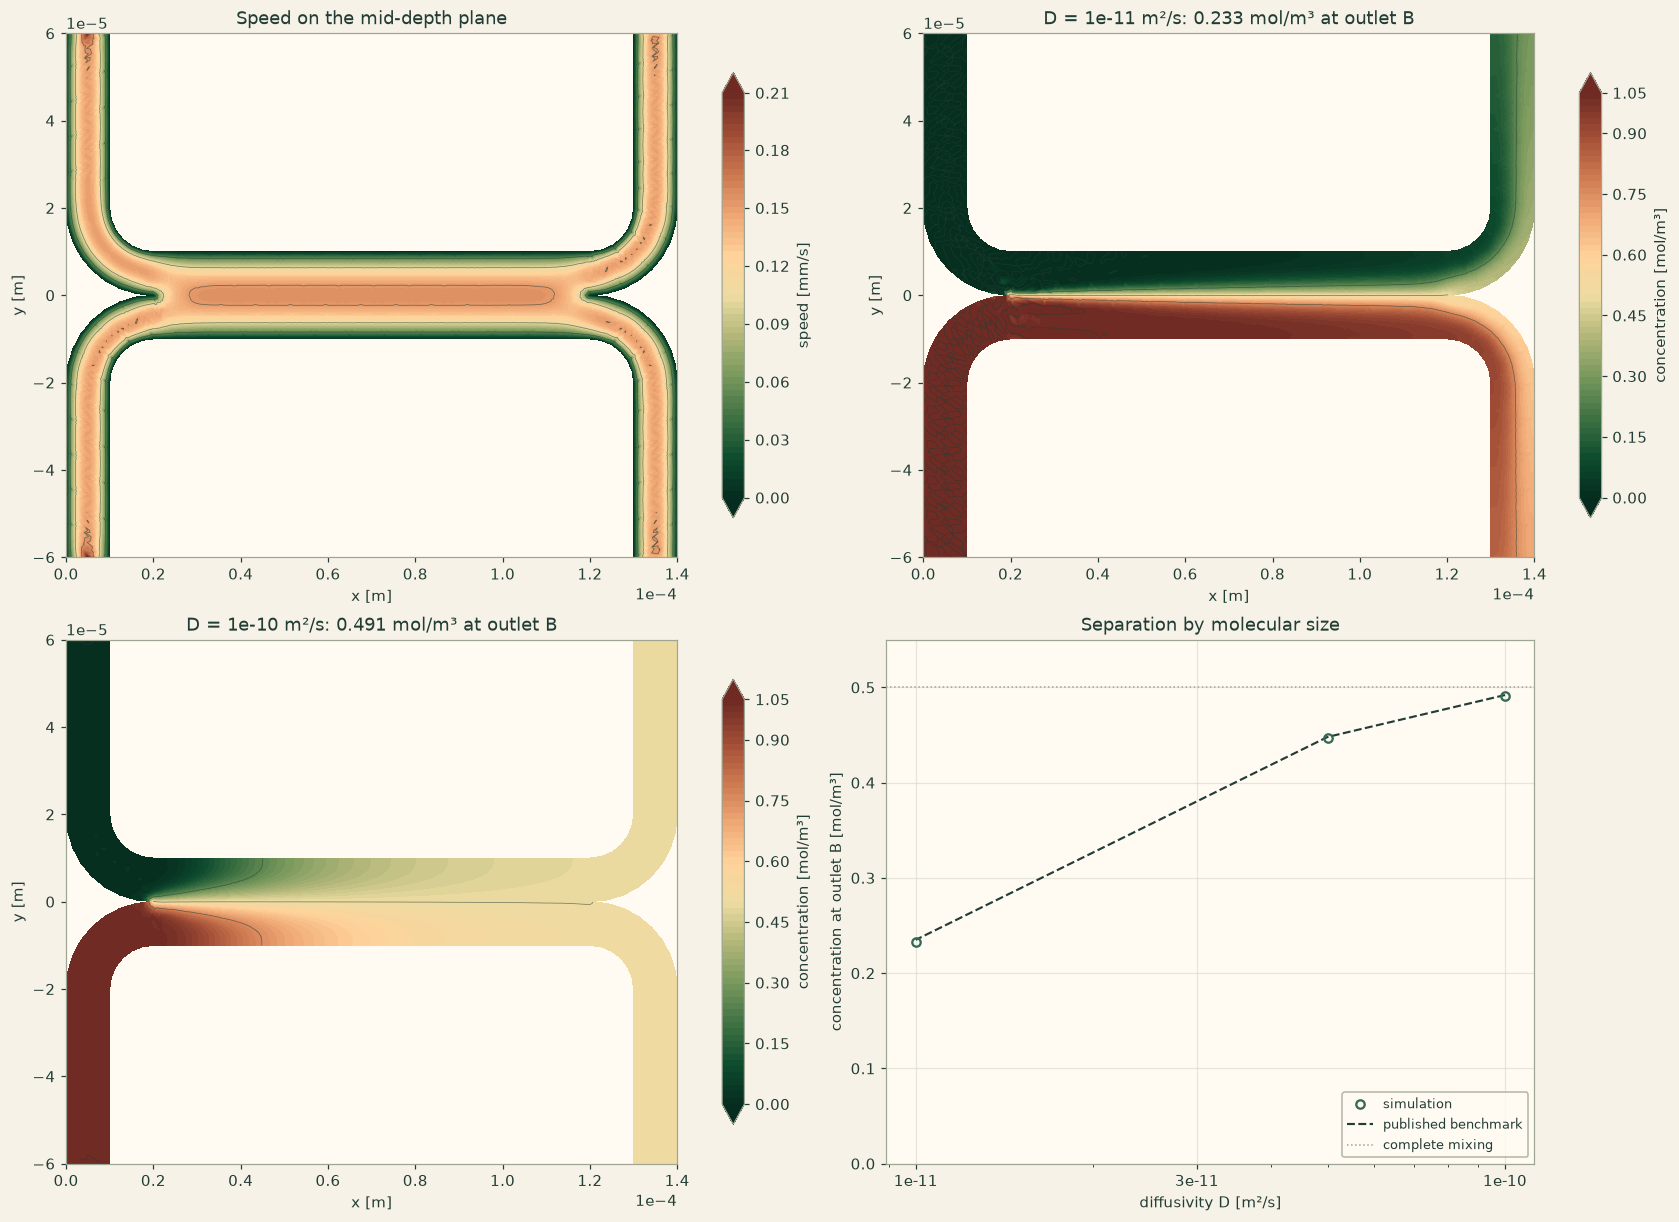 Speed on the mid-depth plane
1e−5
6
4
2
0
−2
−4
−6
y [m]
0.0 0.2 0.4 0.6 0.8 1.0 1.2 1.4
1e−4
x [m]
0.21
0.18
0.15
0.12
0.09
0.06
0.03
0.00
speed [mm/s]
D = 1e-11 m²/s: 0.233 mol/m³ at outlet B
1e−5
6
4
2
0
−2
−4
−6
y [m]
0.0 0.2 0.4 0.6 0.8 1.0 1.2 1.4
1e−4
x [m]
1.05
0.90
0.75
0.60
0.45
0.30
0.15
0.00
concentration [mol/m³]
D = 1e-10 m²/s: 0.491 mol/m³ at outlet B
1e−5
6
4
2
0
−2
−4
−6
y [m]
0.0 0.2 0.4 0.6 0.8 1.0 1.2 1.4
1e−4
x [m]
1.05
0.90
0.75
0.60
0.45
0.30
0.15
0.00
concentration [mol/m³]
Separation by molecular size
0.5
0.4
0.3
0.2
0.1
0.0
concentration at outlet B [mol/m³]
simulation
published benchmark
complete mixing
1e-11 3e-11 1e-10
diffusivity D [m²/s]